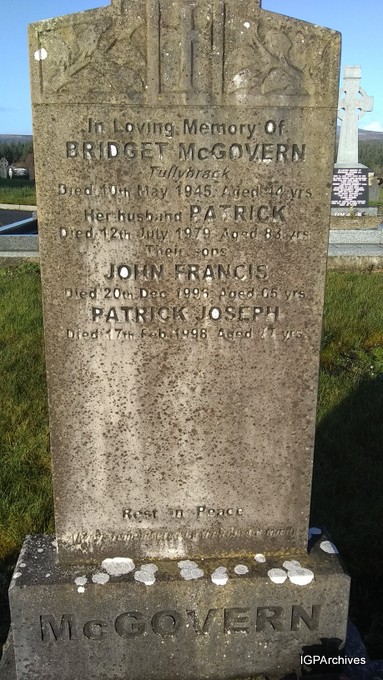 In Loving Memory Of
BRIDGET McGOVERN
Tullybrack
Died 10th May 1945 Aged 44 yrs
Her husband PATRICK
Died 12th July 1979 Aged 83 yrs
Their sons
JOHN FRANCIS
Died 20th Dec 1996 Aged 65 yrs
PATRICK JOSEPH
Died 17th Feb 1998 Aged yrs
Rest in Peace
McGOVERN
IGPArchives